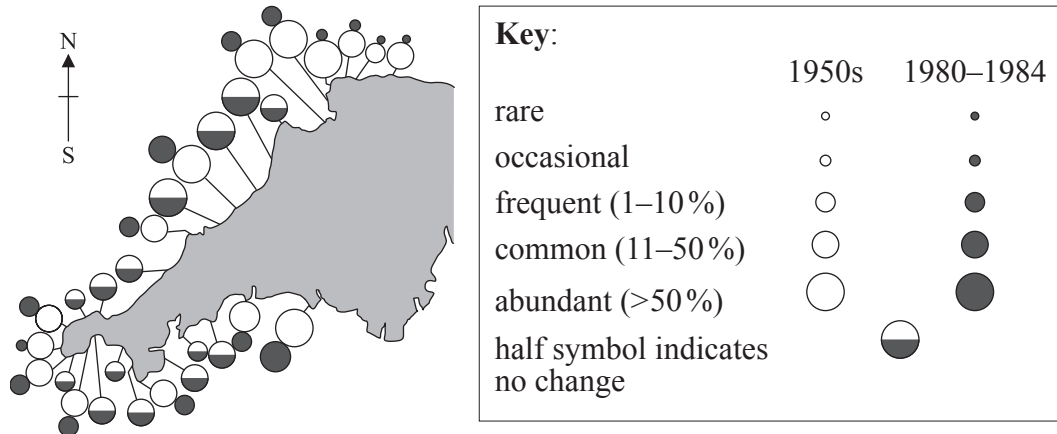 N
S
Key:
1950s 1980–1984
rare
occasional
frequent (1–10 %)
common (11–50 %)
abundant (>50 %)
half symbol indicates
no change